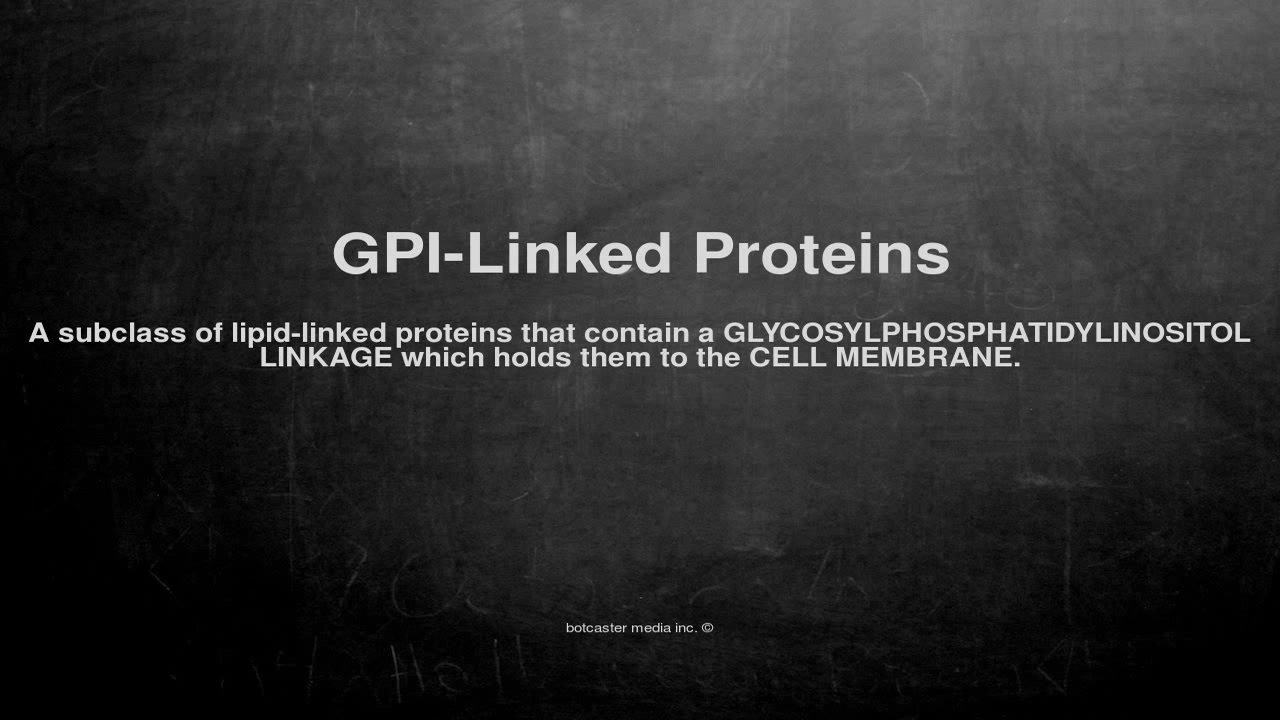 GPI-Linked Proteins
A subclass of lipid-linked proteins that contain a GLYCOSYLPHOSPHATIDYLINOSITOL
LINKAGE which holds them to the CELL MEMBRANE.
botcaster media inc. ©